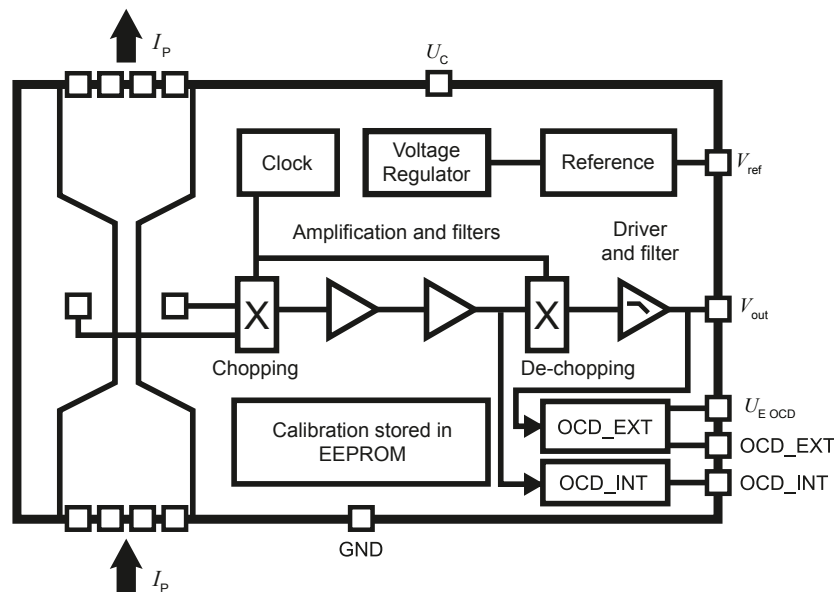 I_P
U_C
Clock
Voltage
Regulator
Reference
V_ref
Amplification and filters
Driver
and filter
X
X
V_out
Chopping
De-chopping
Calibration stored in
EEPROM
OCD_EXT
U_E OCD
OCD_EXT
OCD_INT
OCD_INT
GND
I_P